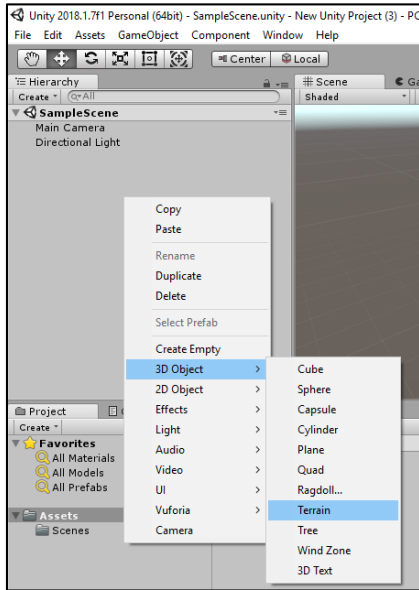 Unity 2018.1.7f1 Personal (64bit) - SampleScene.unity - New Unity Project (3) - PC
File Edit Assets GameObject Component Window Help
Center Local
Hierarchy
Create All
SampleScene
Main Camera
Directional Light
Scene
Shaded
Copy
Paste
Rename
Duplicate
Delete
Select Prefab
Create Empty
3D Object
2D Object
Effects
Light
Audio
Video
UI
Vuforia
Camera
Cube
Sphere
Capsule
Cylinder
Plane
Quad
Ragdoll...
Terrain
Tree
Wind Zone
3D Text
Project
Create
Favorites
All Materials
All Models
All Prefabs
Assets
Scenes